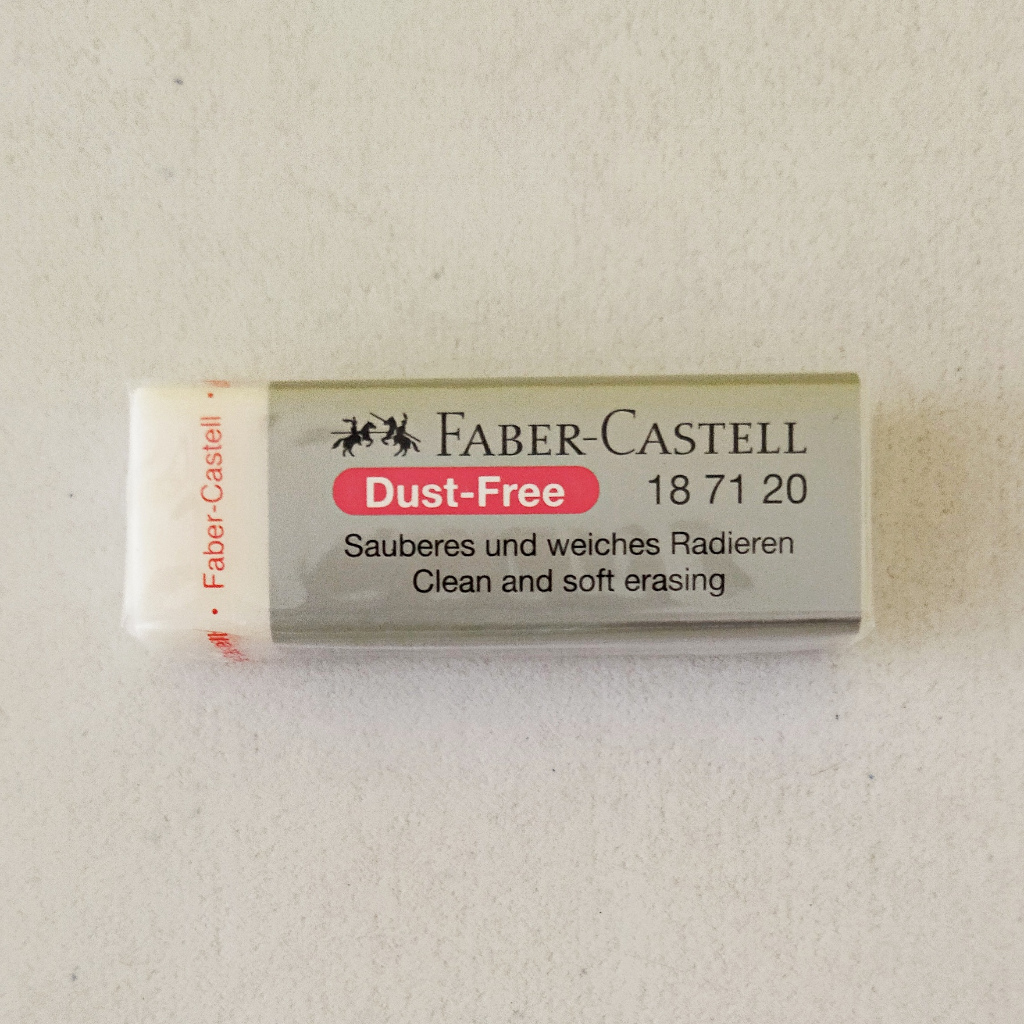 FABER-CASTELL
Dust-Free 18 71 20
Sauberes und weiches Radieren
Clean and soft erasing
• Faber-Castell •